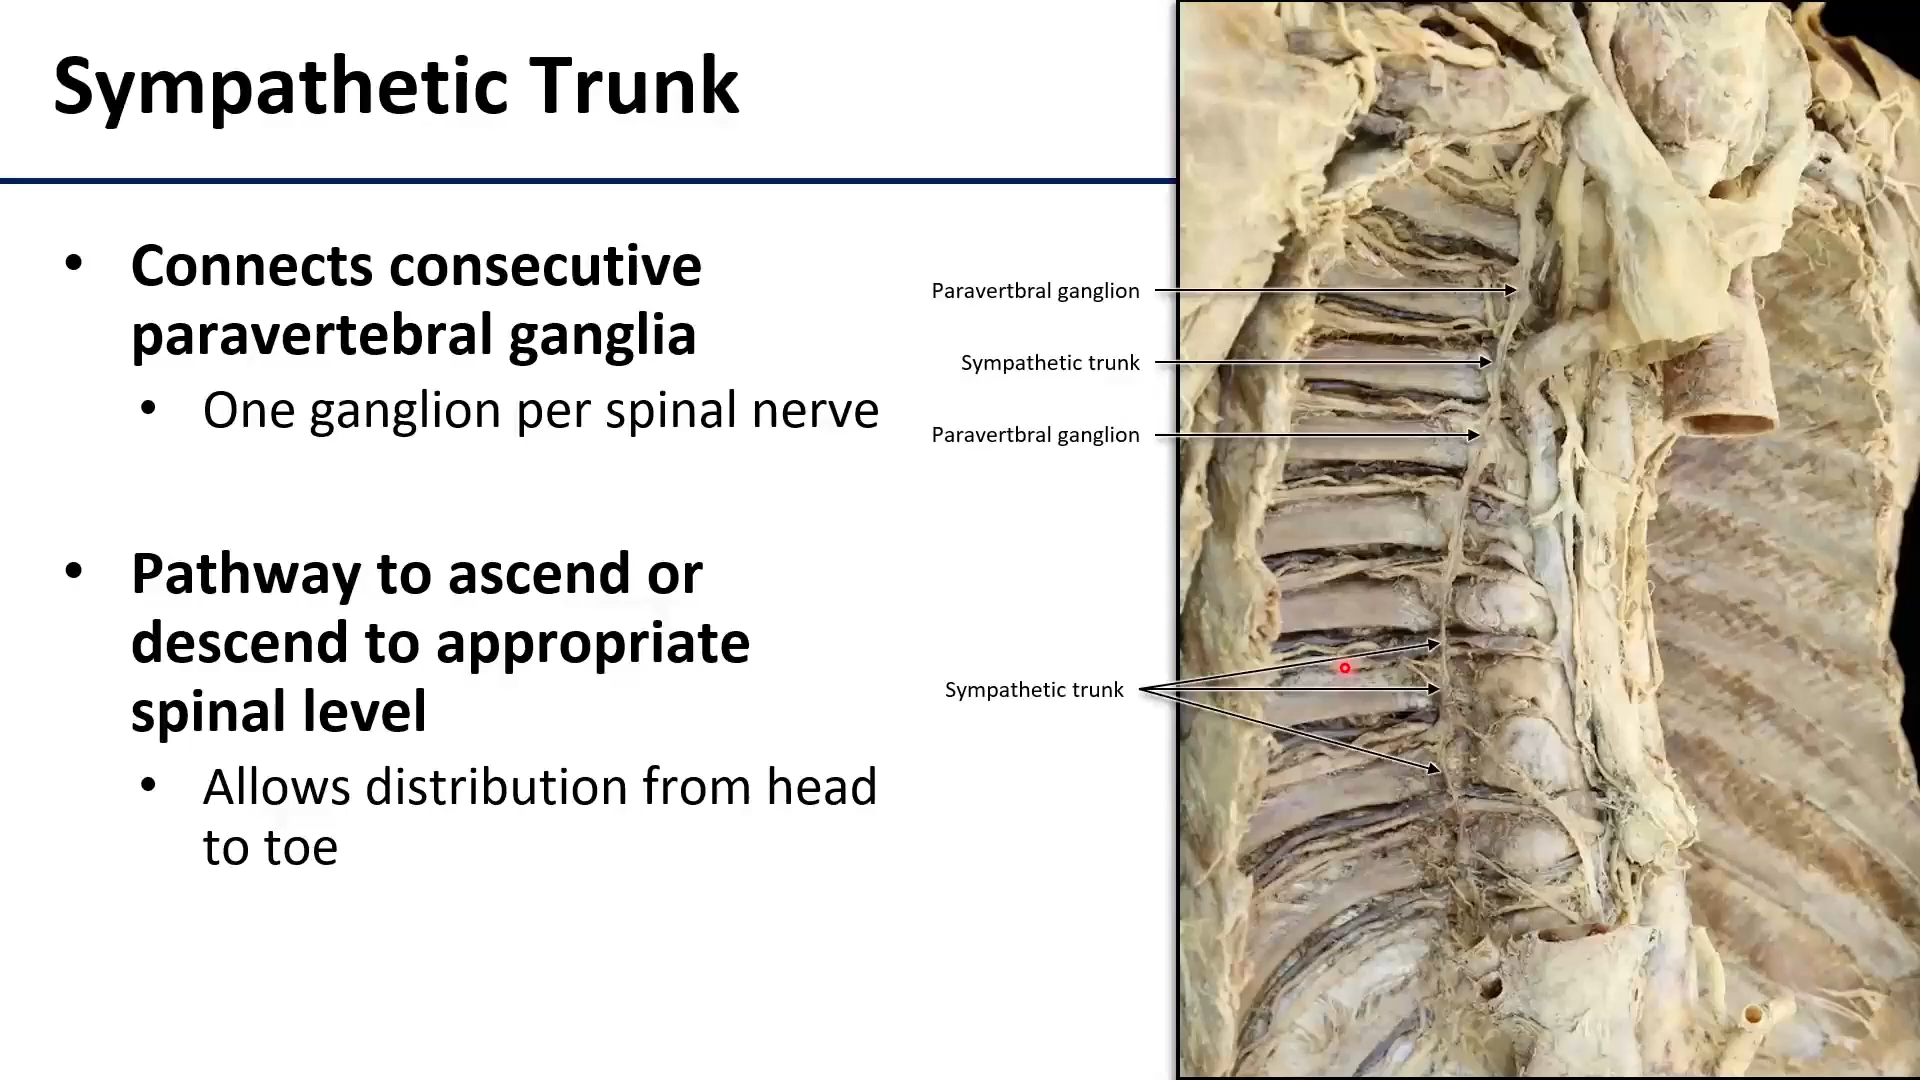 Sympathetic Trunk
• Connects consecutive
paravertebral ganglia
• One ganglion per spinal nerve
• Pathway to ascend or
descend to appropriate
spinal level
• Allows distribution from head
to toe
Paravertbral ganglion
Sympathetic trunk
Paravertbral ganglion
Sympathetic trunk